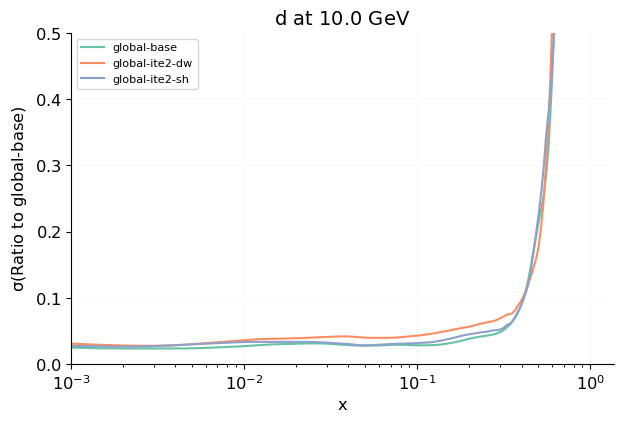 d at 10.0 GeV
global-base
global-ite2-dw
global-ite2-sh
σ(Ratio to global-base)
0.5
0.4
0.3
0.2
0.1
0.0
10⁻³ 10⁻² 10⁻¹ 10⁰
x